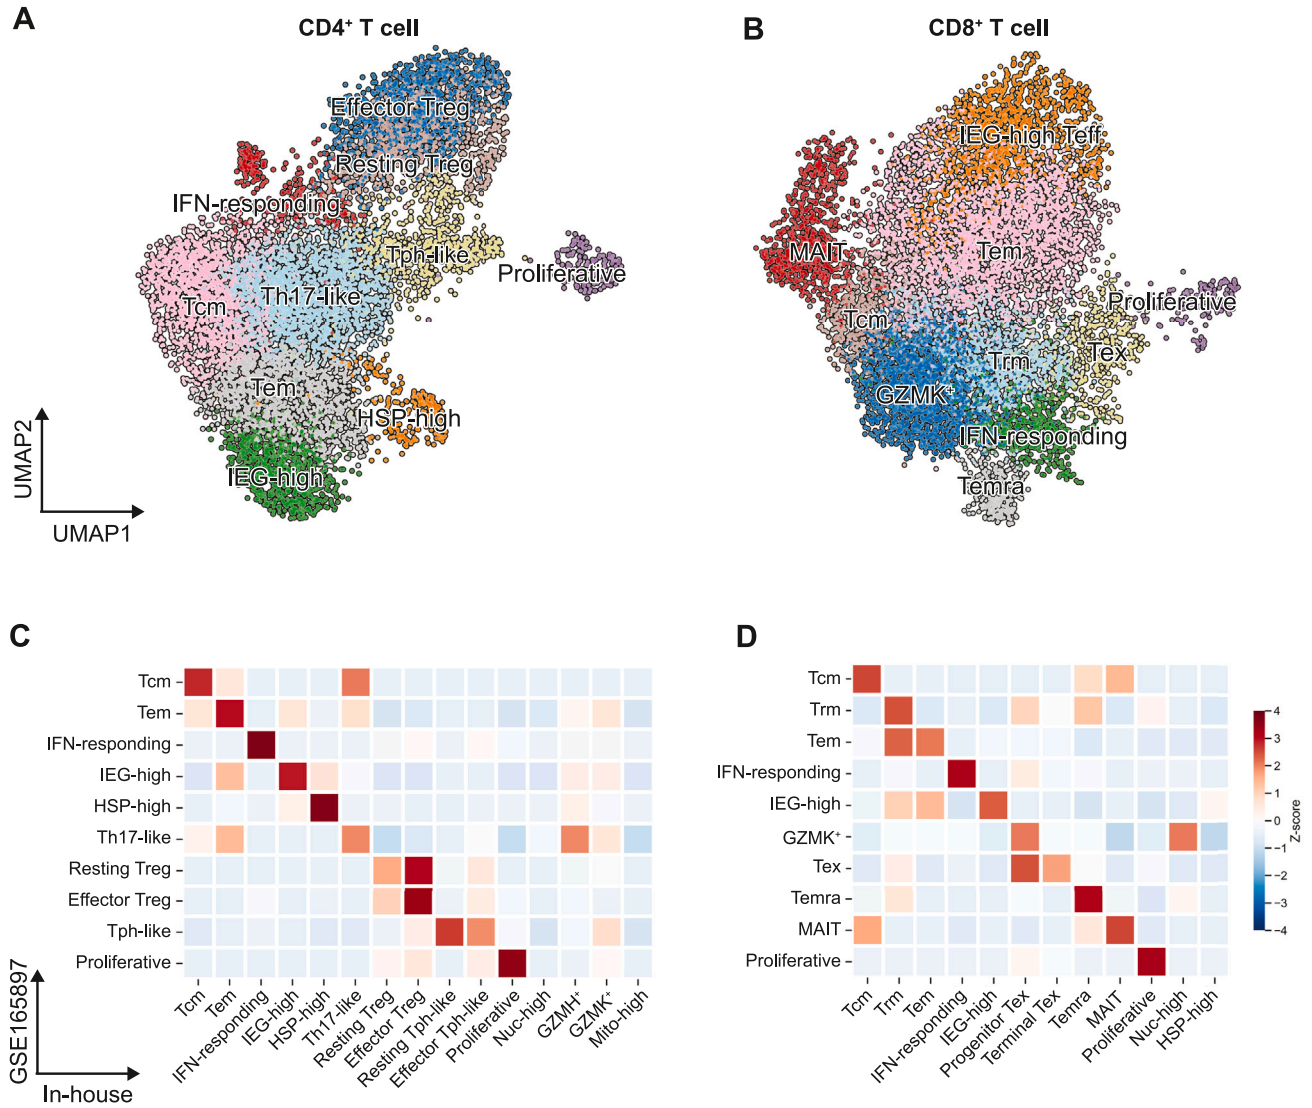 A
CD4⁺ T cell
Effector Treg
Resting Treg
IFN-responding
Tph-like
Proliferative
Tcm
Th17-like
Tem
HSP-high
IEG-high
UMAP2
UMAP1
B
CD8⁺ T cell
IEG-high Teff
MAIT
Tem
Proliferative
Tcm
Trm
Tex
GZMK⁺
IFN-responding
Temra
C
Tcm
Tem
IFN-responding
IEG-high
HSP-high
Th17-like
Resting Treg
Effector Treg
Tph-like
Proliferative
Tcm
Tem
IFN-responding
IEG-high
HSP-high
Th17-like
Resting Treg
Effector Treg
Resting Tph-like
Effector Tph-like
Proliferative
Nuc-high
GZMH⁺
GZMK⁺
Mito-high
GSE165897
In-house
D
Tcm
Trm
Tem
IFN-responding
IEG-high
GZMK⁺
Tex
Temra
MAIT
Proliferative
Tcm
Trm
Tem
IFN-responding
IEG-high
Progenitor Tex
Terminal Tex
Temra
MAIT
Proliferative
Nuc-high
HSP-high
4
3
2
1
0
−1
−2
−3
−4
Z-score